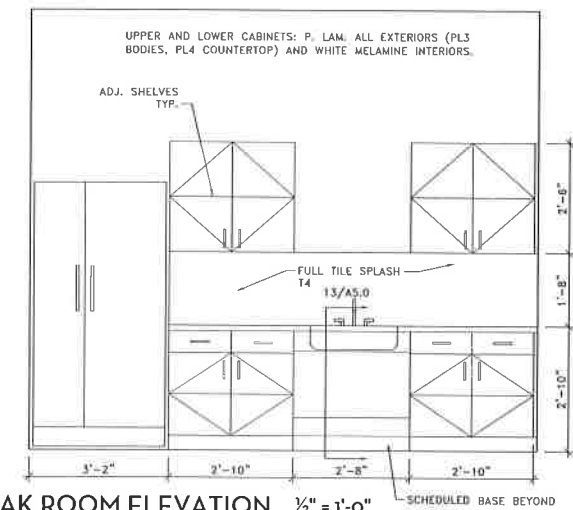 UPPER AND LOWER CABINETS: P. LAM. ALL EXTERIORS (PL3
BODIES, PL4 COUNTERTOP) AND WHITE MELAMINE INTERIORS.
ADJ. SHELVES
TYP.
2'-6"
FULL TILE SPLASH
T4
1'-8"
13/A5.0
2'-10"
3'-2"
2'-10"
2'-8"
2'-10"
AK ROOM ELEVATION ½" = 1'-0"
SCHEDULED BASE BEYOND